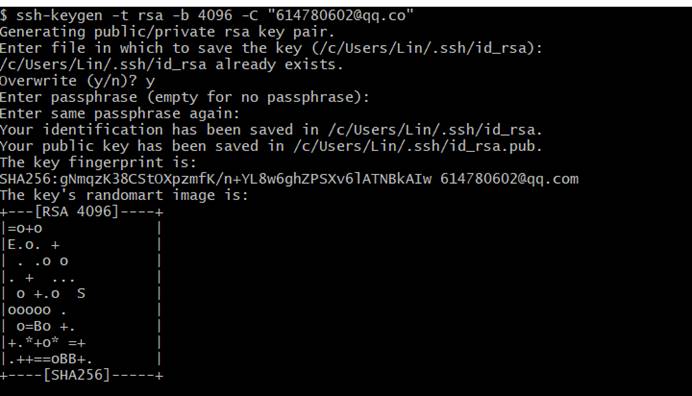 $ ssh-keygen -t rsa -b 4096 -C "614780602@qq.co"
Generating public/private rsa key pair.
Enter file in which to save the key (/c/Users/Lin/.ssh/id_rsa):
/c/Users/Lin/.ssh/id_rsa already exists.
Overwrite (y/n)? y
Enter passphrase (empty for no passphrase):
Enter same passphrase again:
Your identification has been saved in /c/Users/Lin/.ssh/id_rsa.
Your public key has been saved in /c/Users/Lin/.ssh/id_rsa.pub.
The key fingerprint is:
SHA256:gNmqzK38CStOXpzmfK/n+YL8w6ghZPSXv6lATNBkAIw 614780602@qq.com
The key's randomart image is:
+---[RSA 4096]----+
|=o+o             |
|E.o. +           |
| . .o o          |
|. +  ...         |
| o +.o  S        |
|ooooo .          |
| o=Bo +.         |
|+.*+o* =+        |
|.++==oBB+.       |
+----[SHA256]-----+